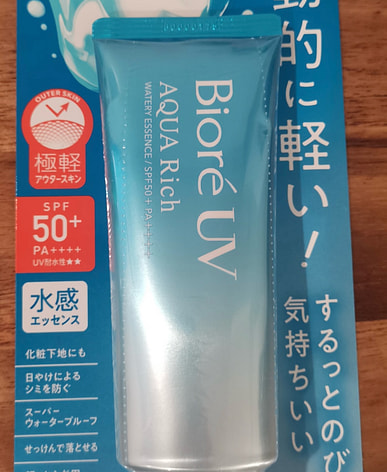 動的に軽い!
するっとのび
気持ちいい
OUTER SKIN
極軽
アウタースキン
SPF
50+
PA++++
UV耐水性★★
水感
エッセンス
化粧下地にも
日やけによる
シミを防ぐ
スーパー
ウォータープルーフ
せっけんで落とせる
Bioré UV
AQUA Rich
WATERY ESSENCE / SPF50+ PA++++